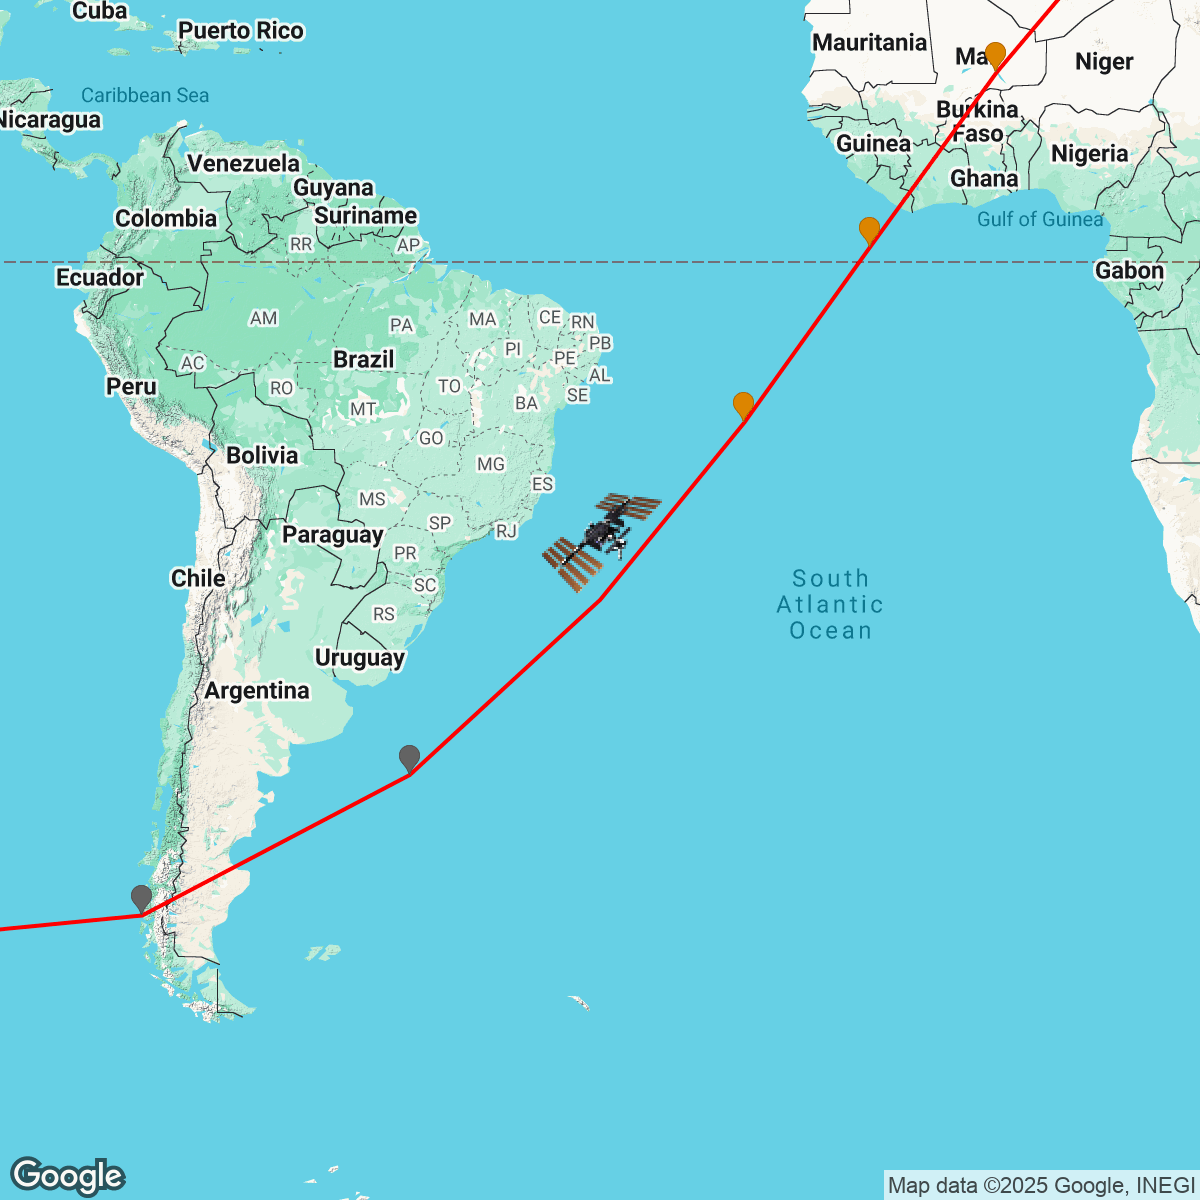 Cuba
Puerto Rico
Mauritania
Niger
Caribbean Sea
Nicaragua
Burkina
Faso
Guinea
Nigeria
Venezuela
Ghana
Guyana
Suriname
Colombia
Gulf of Guinea
RR
AP
Ecuador
Gabon
AM
PA
MA
CE
RN
PB
PI
PE
Brazil
AC
AL
Peru
RO
TO
SE
BA
MT
GO
Bolivia
MG
ES
MS
SP
RJ
Paraguay
PR
Chile
SC
South
Atlantic
Ocean
RS
Uruguay
Argentina
Google
Map data ©2025 Google, INEGI